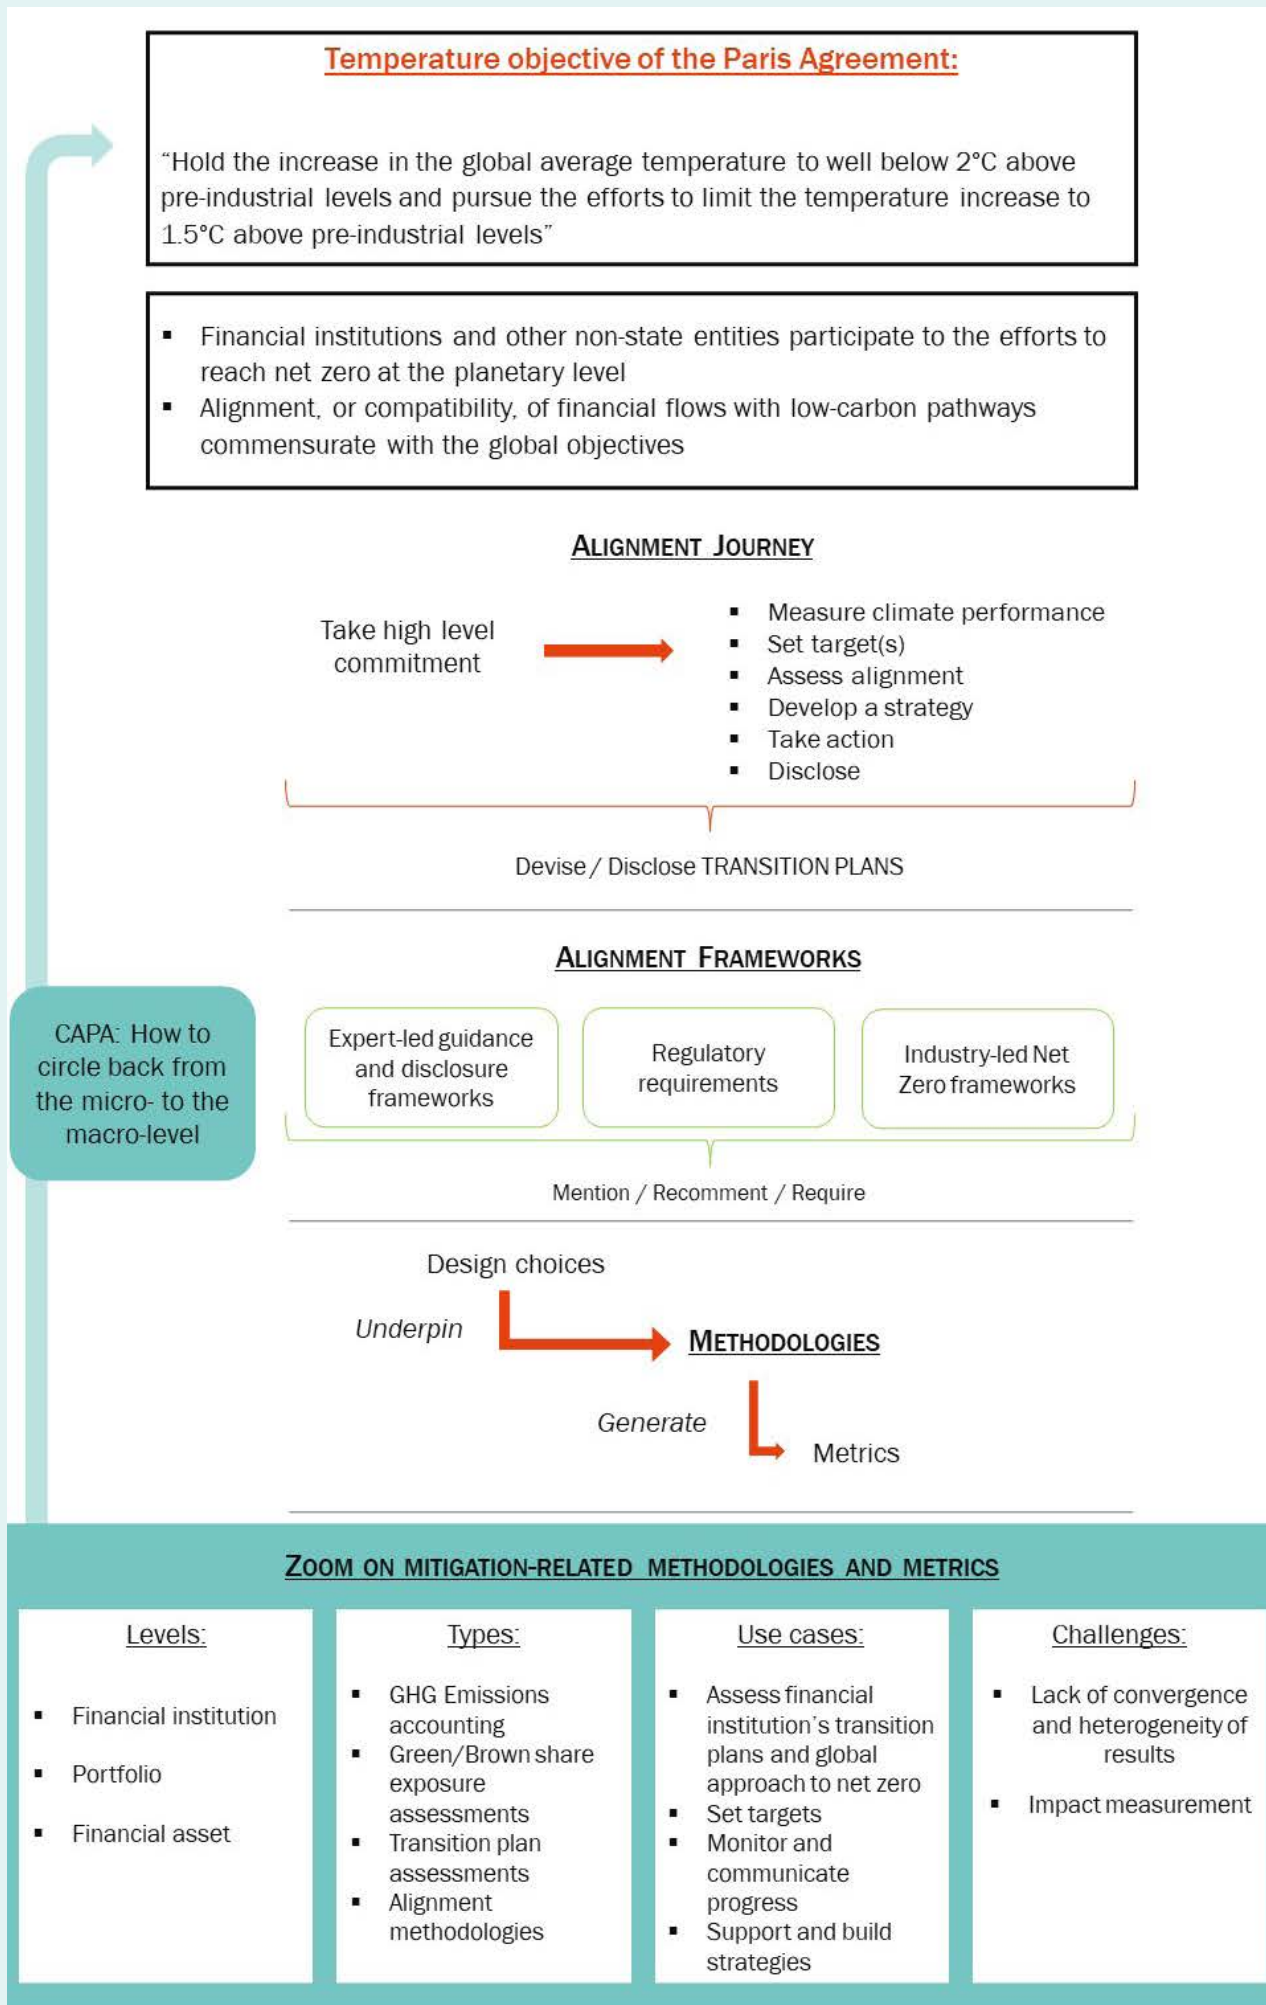 Temperature objective of the Paris Agreement:
“Hold the increase in the global average temperature to well below 2°C above
pre-industrial levels and pursue the efforts to limit the temperature increase to
1.5°C above pre-industrial levels”
▪ Financial institutions and other non-state entities participate to the efforts to
reach net zero at the planetary level
▪ Alignment, or compatibility, of financial flows with low-carbon pathways
commensurate with the global objectives
ALIGNMENT JOURNEY
Take high level
commitment
▪ Measure climate performance
▪ Set target(s)
▪ Assess alignment
▪ Develop a strategy
▪ Take action
▪ Disclose
Devise / Disclose TRANSITION PLANS
ALIGNMENT FRAMEWORKS
CAPA: How to
circle back from
the micro- to the
macro-level
Expert-led guidance
and disclosure
frameworks
Regulatory
requirements
Industry-led Net
Zero frameworks
Mention / Recomment / Require
Design choices
Underpin
METHODOLOGIES
Generate
Metrics
ZOOM ON MITIGATION-RELATED METHODOLOGIES AND METRICS
Levels:
▪ Financial institution
▪ Portfolio
▪ Financial asset
Types:
▪ GHG Emissions
accounting
▪ Green/Brown share
exposure
assessments
▪ Transition plan
assessments
▪ Alignment
methodologies
Use cases:
▪ Assess financial
institution's transition
plans and global
approach to net zero
▪ Set targets
▪ Monitor and
communicate
progress
▪ Support and build
strategies
Challenges:
▪ Lack of convergence
and heterogeneity of
results
▪ Impact measurement